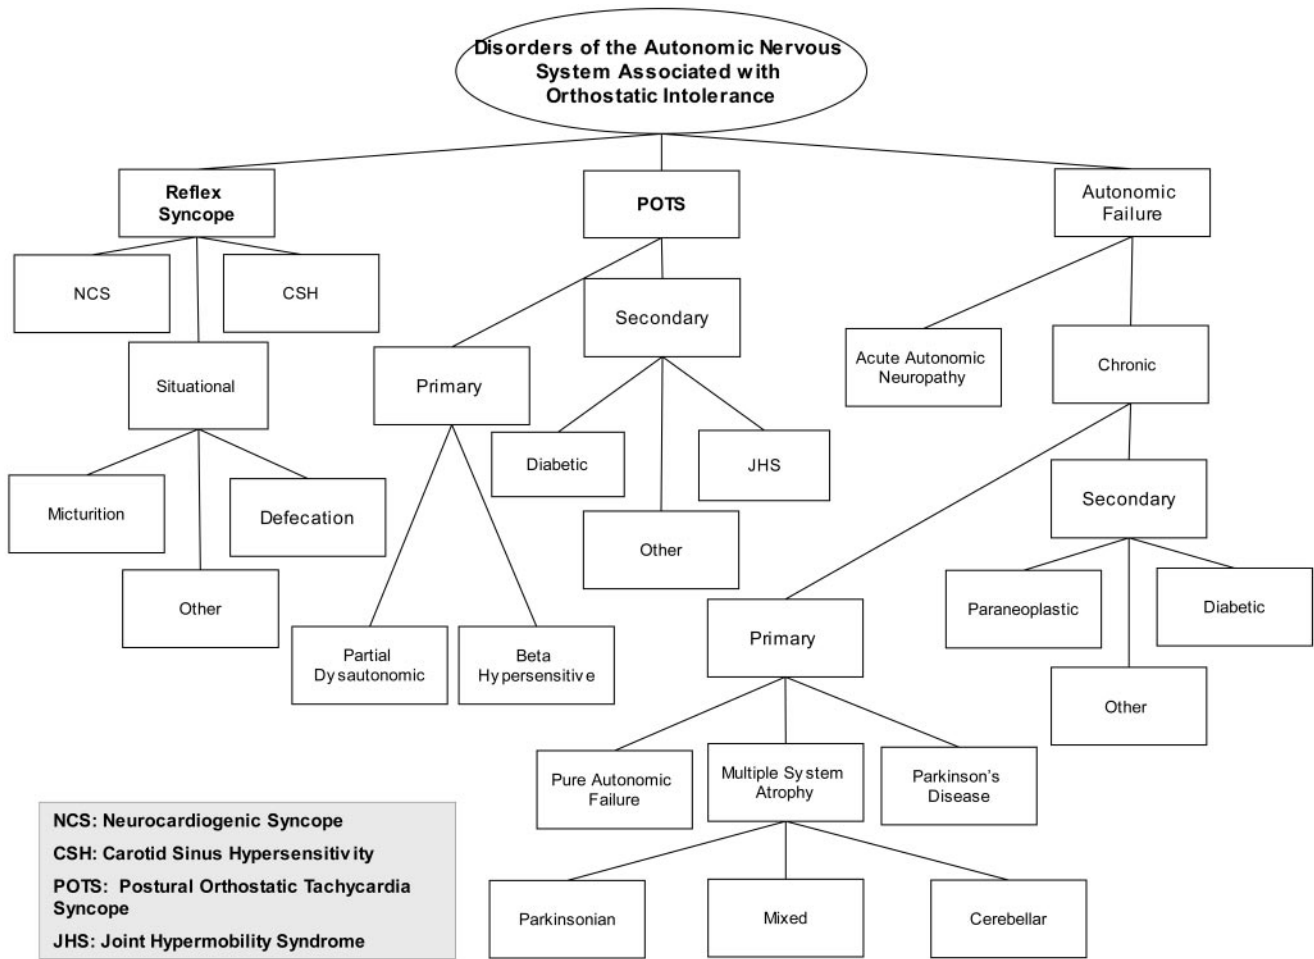 Disorders of the Autonomic Nervous
System Associated with
Orthostatic Intolerance
Reflex
Syncope
POTS
Autonomic
Failure
NCS
CSH
Secondary
Situational
Primary
Acute Autonomic
Neuropathy
Chronic
Diabetic
JHS
Micturition
Defecation
Secondary
Other
Other
Paraneoplastic
Diabetic
Primary
Partial
Dysautonomic
Beta
Hypersensitive
Other
Pure Autonomic
Failure
Multiple System
Atrophy
Parkinson's
Disease
NCS: Neurocardiogenic Syncope
CSH: Carotid Sinus Hypersensitivity
POTS: Postural Orthostatic Tachycardia
Syncope
JHS: Joint Hypermobility Syndrome
Parkinsonian
Mixed
Cerebellar